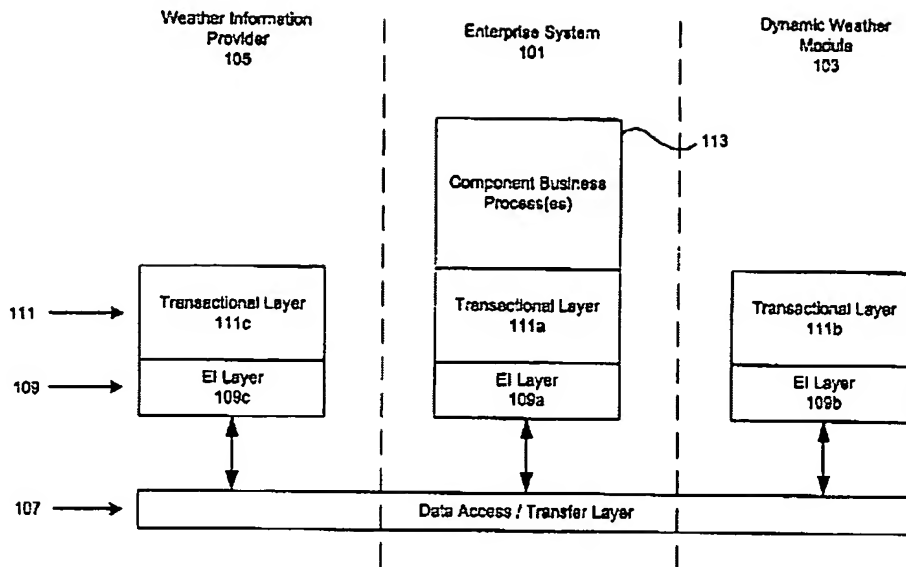 Weather Information
Provider
105
Enterprise System
101
Dynamic Weather
Module
103
113
Component Business
Process(es)
111
Transactional Layer
111c
Transactional Layer
111a
Transactional Layer
111b
109
EI Layer
109c
EI Layer
109a
EI Layer
109b
107
Data Access / Transfer Layer